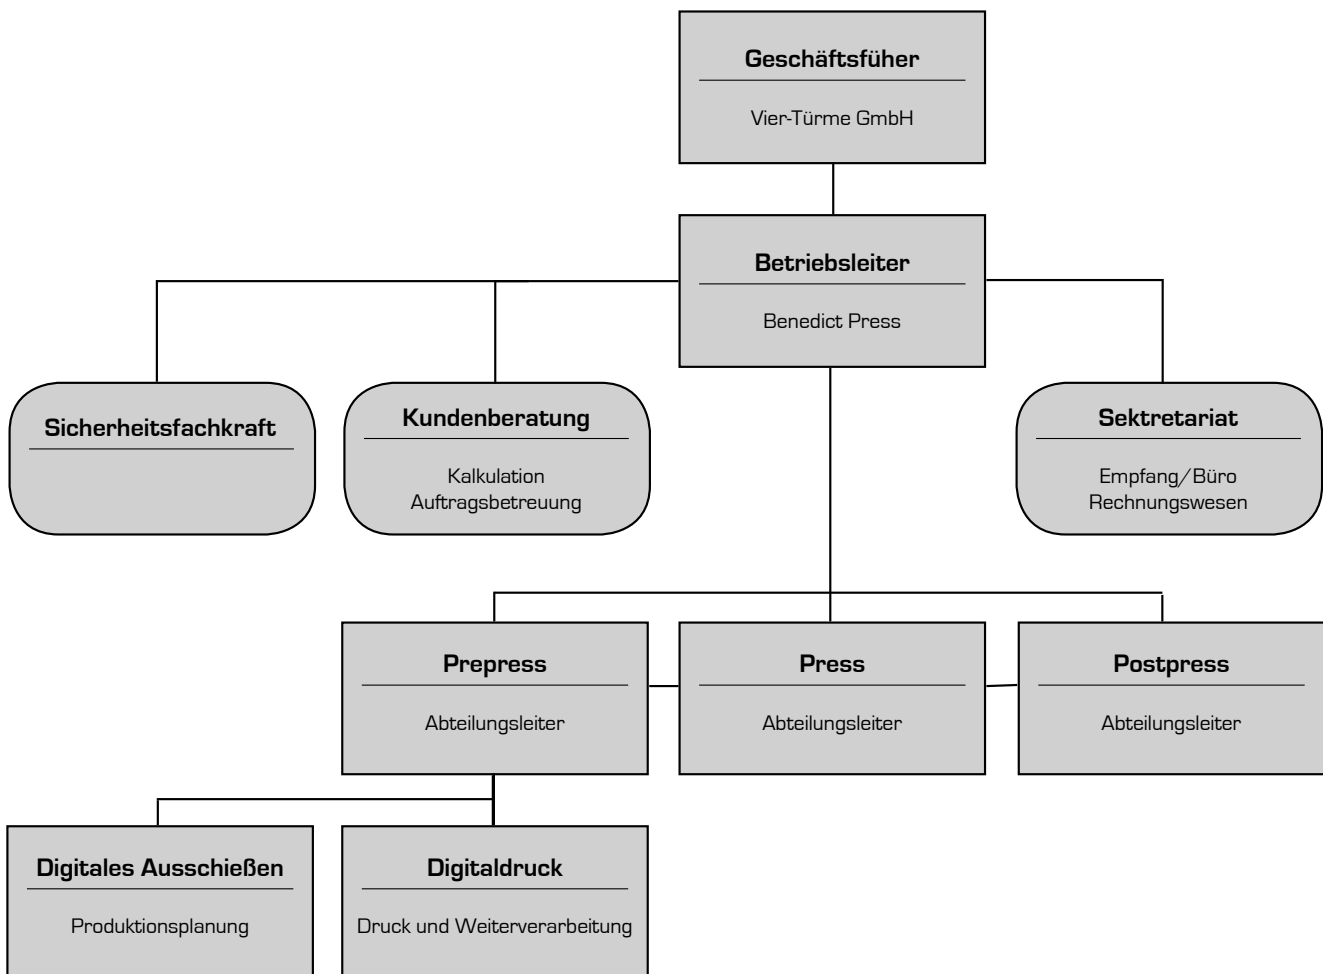 Geschäftsfüher
Vier-Türme GmbH
Betriebsleiter
Benedict Press
Sicherheitsfachkraft
Kundenberatung
Kalkulation
Auftragsbetreuung
Sektretariat
Empfang/Büro
Rechnungswesen
Prepress
Abteilungsleiter
Press
Abteilungsleiter
Postpress
Abteilungsleiter
Digitales Ausschießen
Produktionsplanung
Digitaldruck
Druck und Weiterverarbeitung